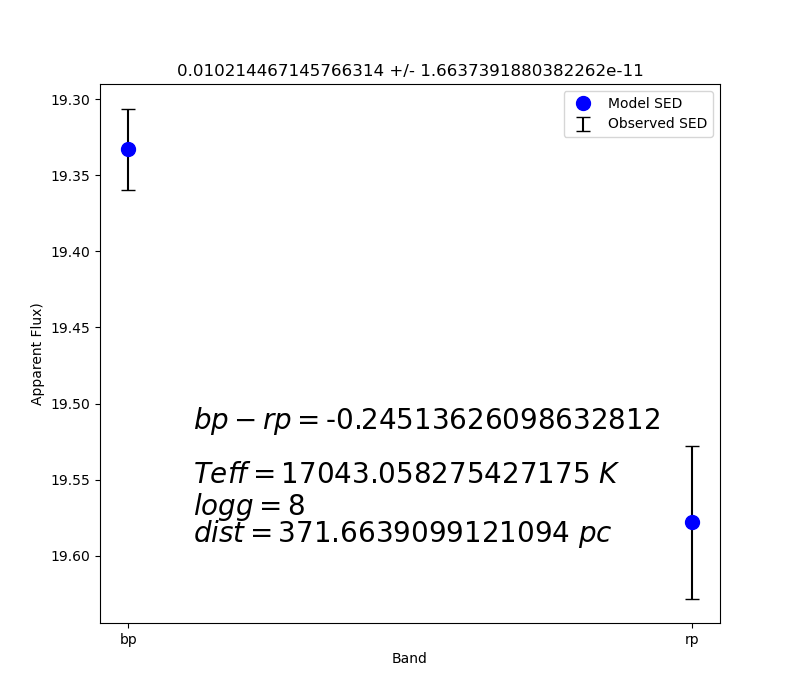 0.010214467145766314 +/- 1.6637391880382262e-11
Model SED
Observed SED
19.30
19.35
19.40
19.45
19.50
19.55
19.60
Apparent Flux)
bp − rp = -0.24513626098632812
Teff = 17043.058275427175 K
logg = 8
dist = 371.6639099121094 pc
bp
rp
Band